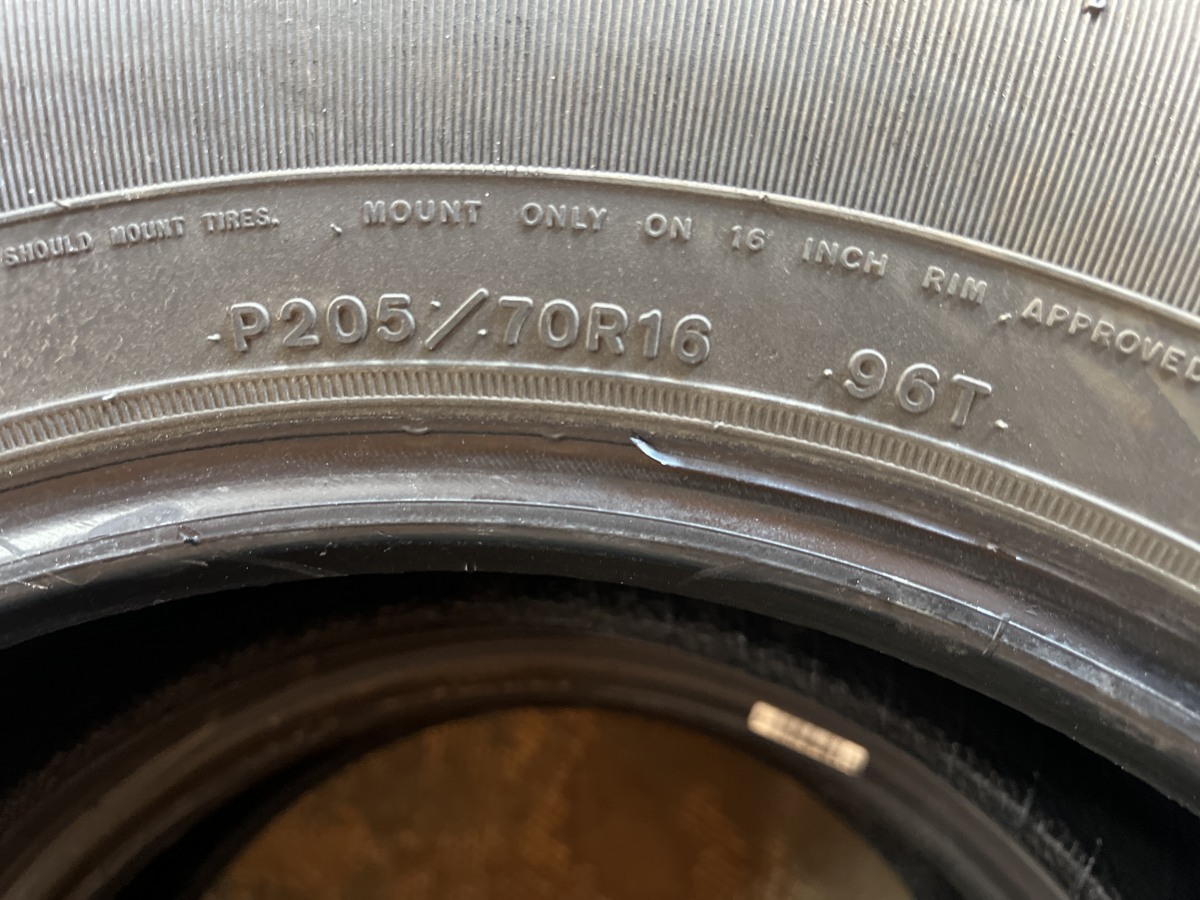 SHOULD MOUNT TIRES. MOUNT ONLY ON 16 INCH RIM APPROVED
P205/70R16 96T